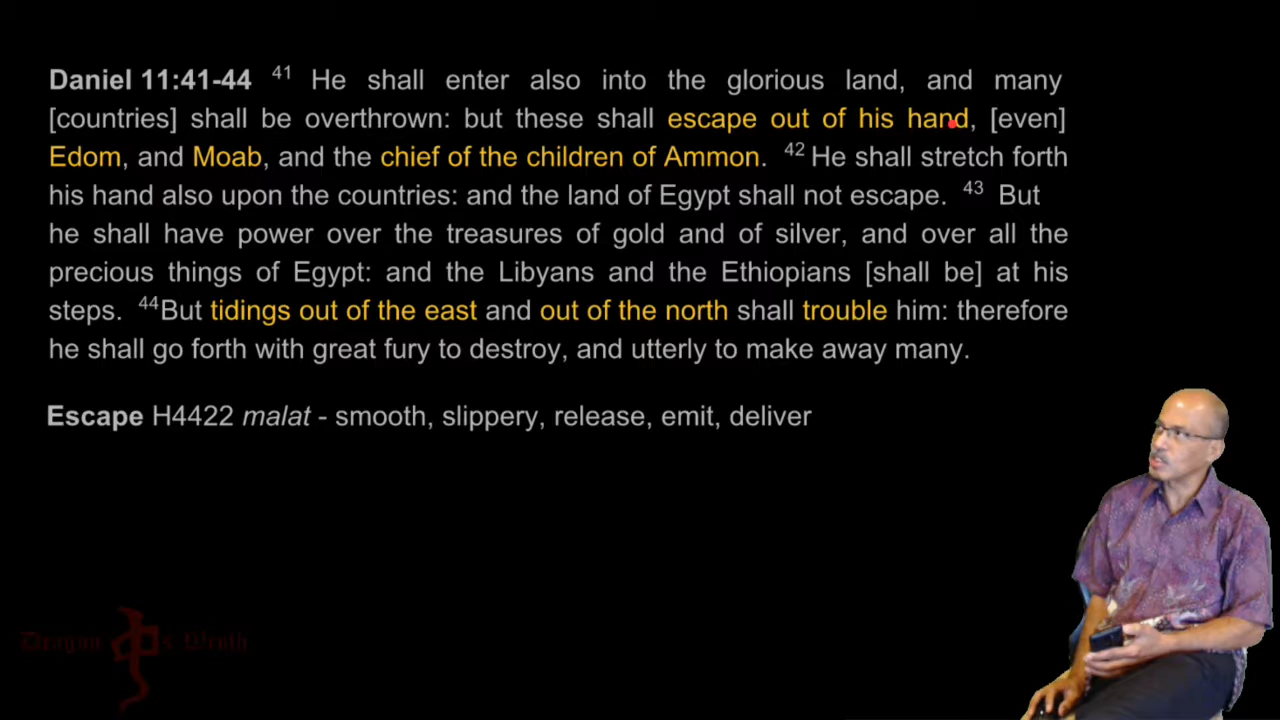 Daniel 11:41-44 41 He shall enter also into the glorious land, and many
[countries] shall be overthrown: but these shall escape out of his hand, [even]
Edom, and Moab, and the chief of the children of Ammon. 42 He shall stretch forth
his hand also upon the countries: and the land of Egypt shall not escape. 43 But
he shall have power over the treasures of gold and of silver, and over all the
precious things of Egypt: and the Libyans and the Ethiopians [shall be] at his
steps. 44But tidings out of the east and out of the north shall trouble him: therefore
he shall go forth with great fury to destroy, and utterly to make away many.
Escape H4422 malat - smooth, slippery, release, emit, deliver